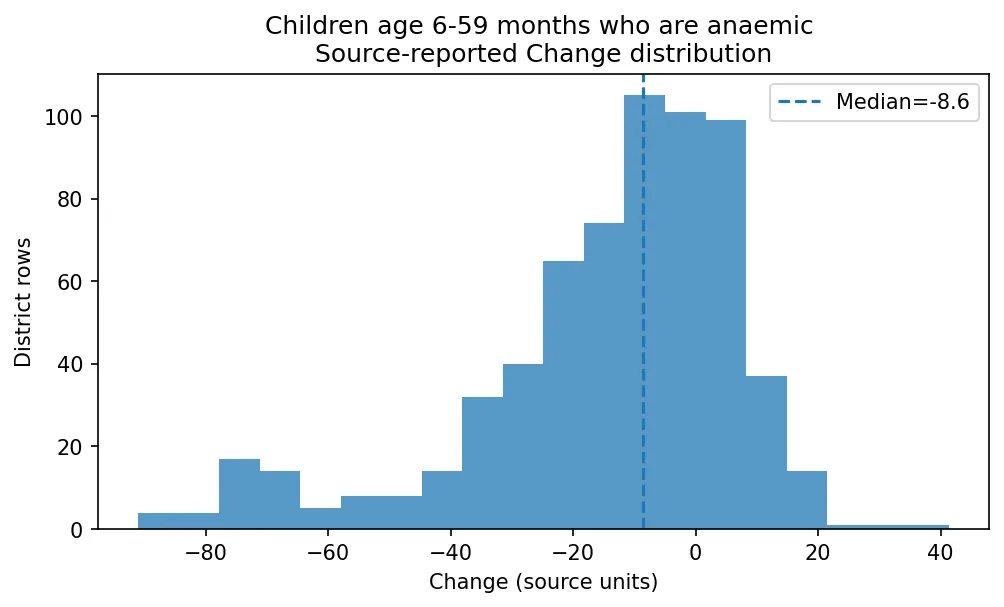 Children age 6-59 months who are anaemic
Source-reported Change distribution
Median=-8.6
District rows
100
80
60
40
20
0
−80
−60
−40
−20
0
20
40
Change (source units)